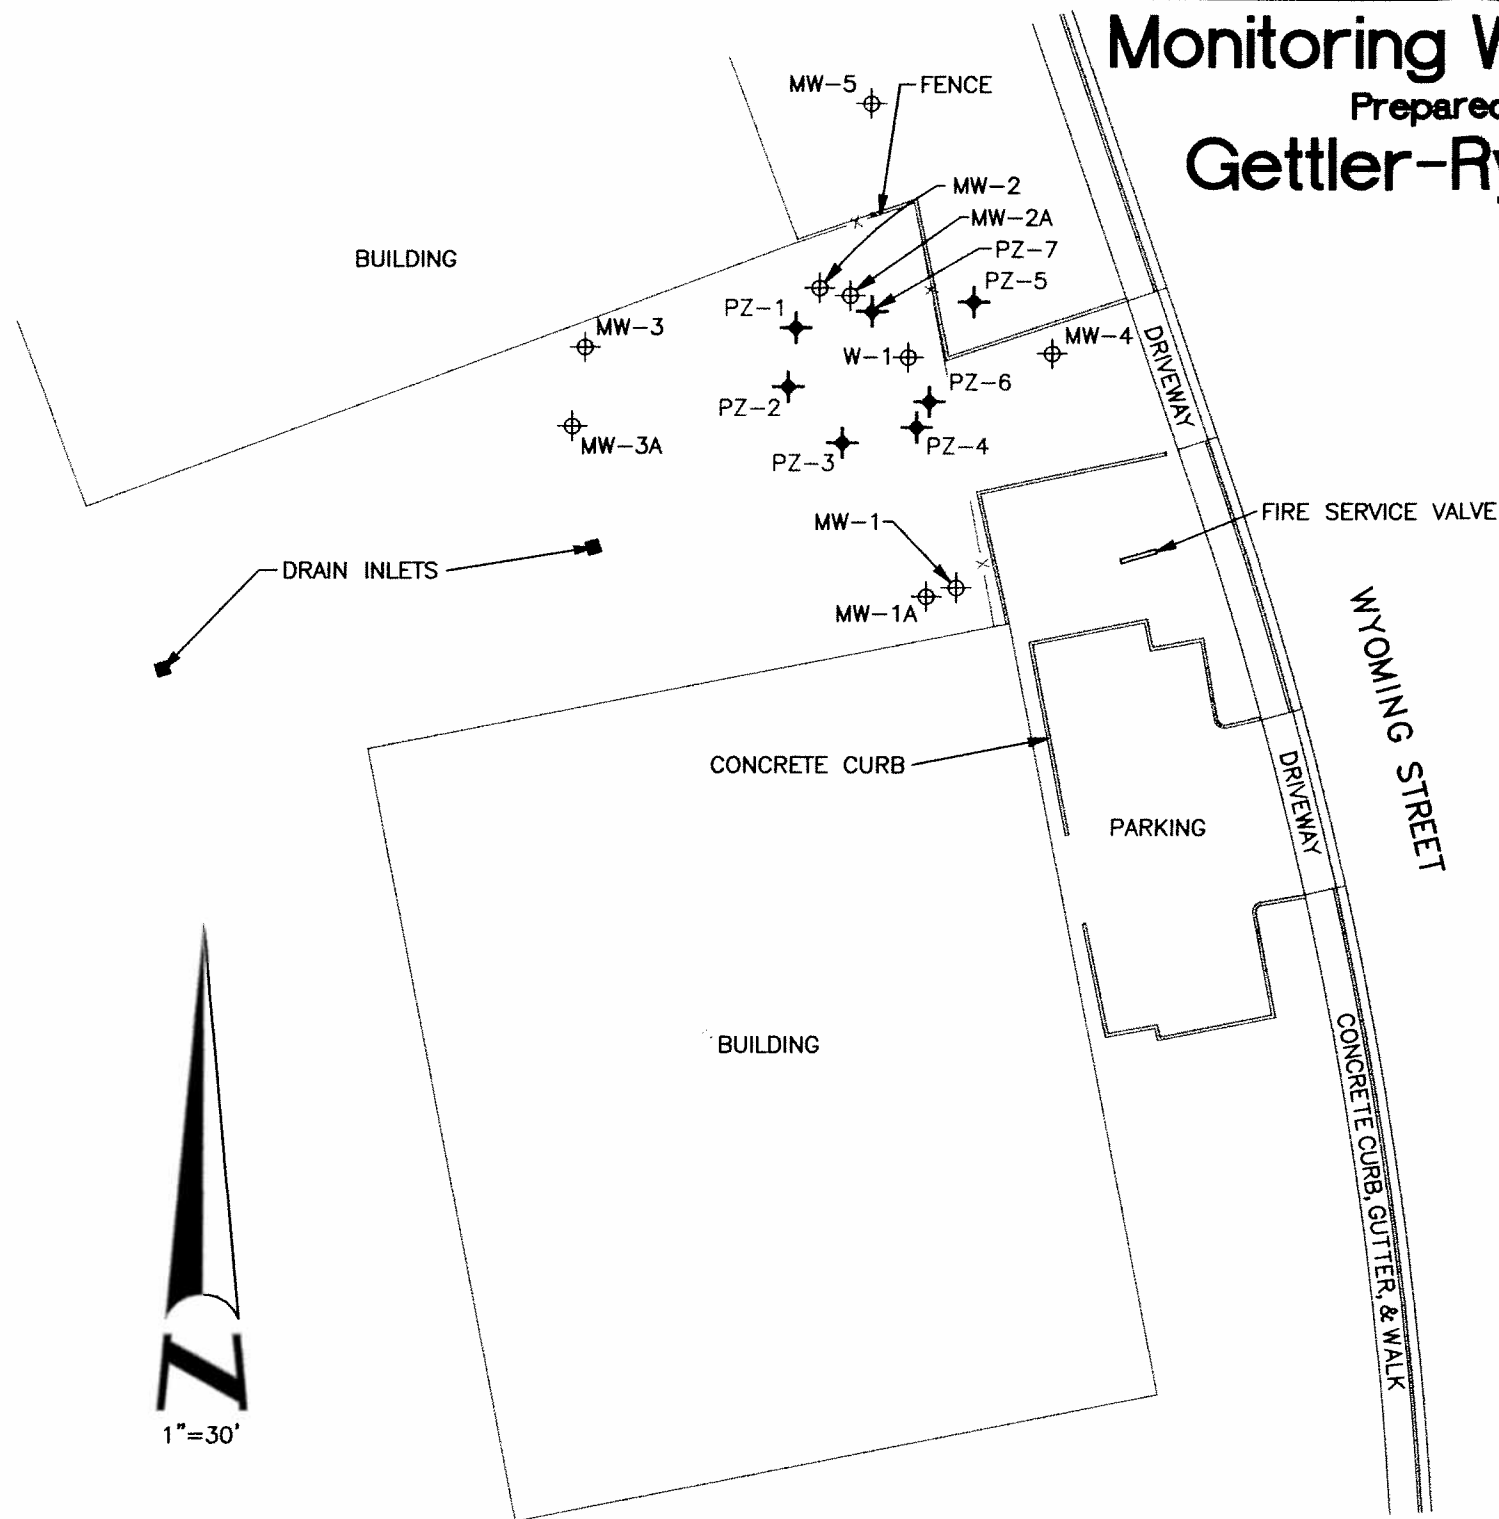 Monitoring W
Prepared
Gettler-Ry
MW-5
FENCE
MW-2
MW-2A
PZ-7
PZ-5
BUILDING
PZ-1
MW-3
W-1
MW-4
DRIVEWAY
PZ-6
PZ-2
MW-3A
PZ-4
PZ-3
MW-1
FIRE SERVICE VALVE
DRAIN INLETS
MW-1A
WYOMING STREET
CONCRETE CURB
DRIVEWAY
PARKING
BUILDING
CONCRETE CURB, GUTTER, & WALK
N
1"=30'